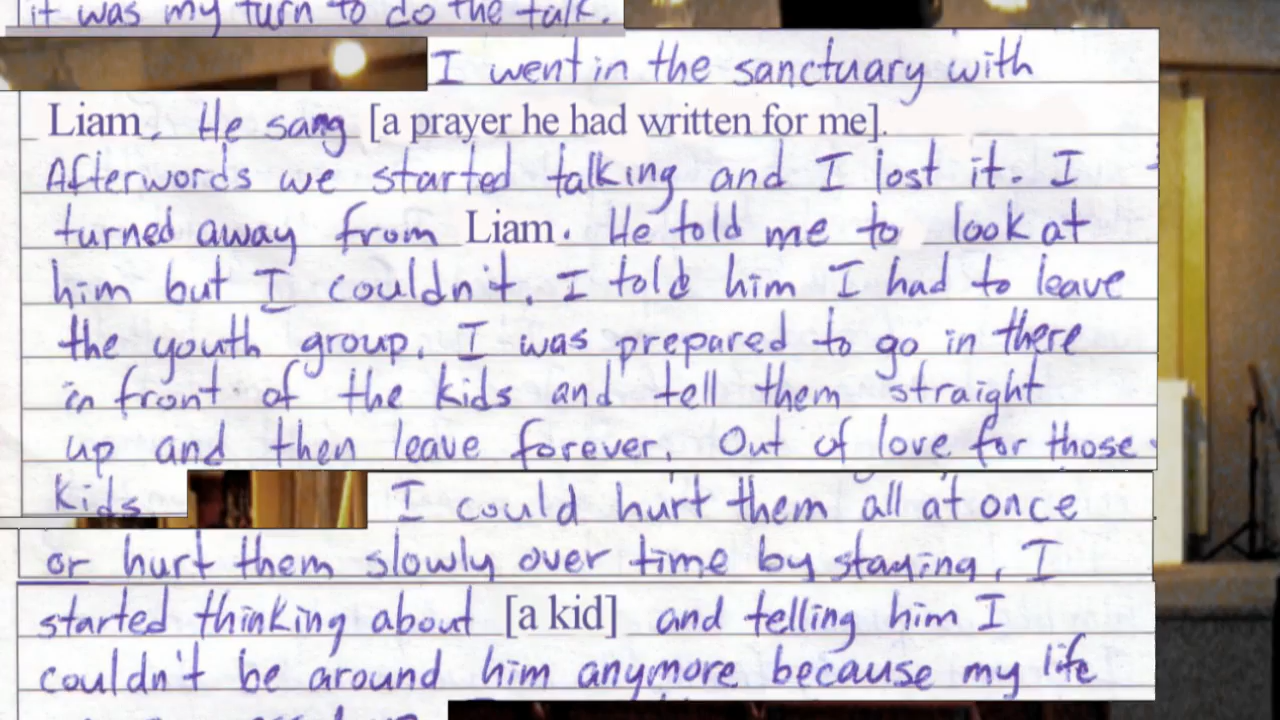 it was my turn to do the talk.
I went in the sanctuary with
Liam. He sang [a prayer he had written for me].
Afterwords we started talking and I lost it. I
turned away from Liam. He told me to look at
him but I couldn't. I told him I had to leave
the youth group. I was prepared to go in there
in front of the kids and tell them straight
up and then leave forever. Out of love for those
kids. I could hurt them all at once
or hurt them slowly over time by staying. I
started thinking about [a kid] and telling him I
couldn't be around him anymore because my life